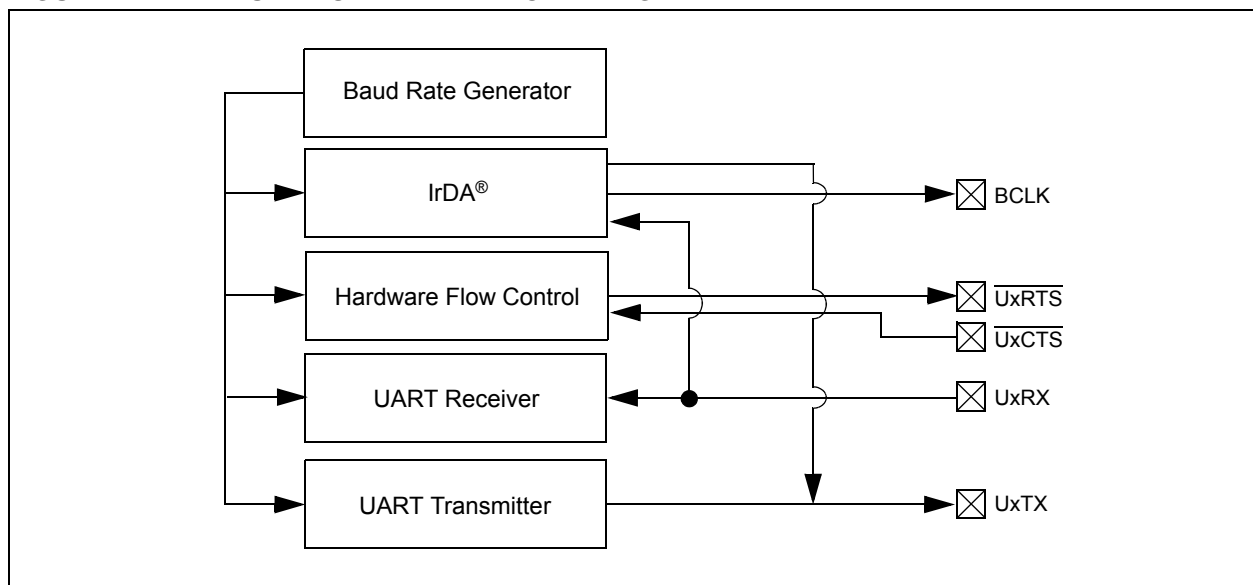 Baud Rate Generator
IrDA®
BCLK
Hardware Flow Control
UxRTS
UxCTS
UART Receiver
UxRX
UART Transmitter
UxTX